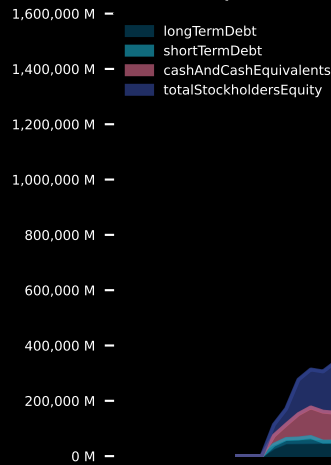 1,600,000 M
longTermDebt
shortTermDebt
1,400,000 M
cashAndCashEquivalents
totalStockholdersEquity
1,200,000 M
1,000,000 M
800,000 M
600,000 M
400,000 M
200,000 M
0 M